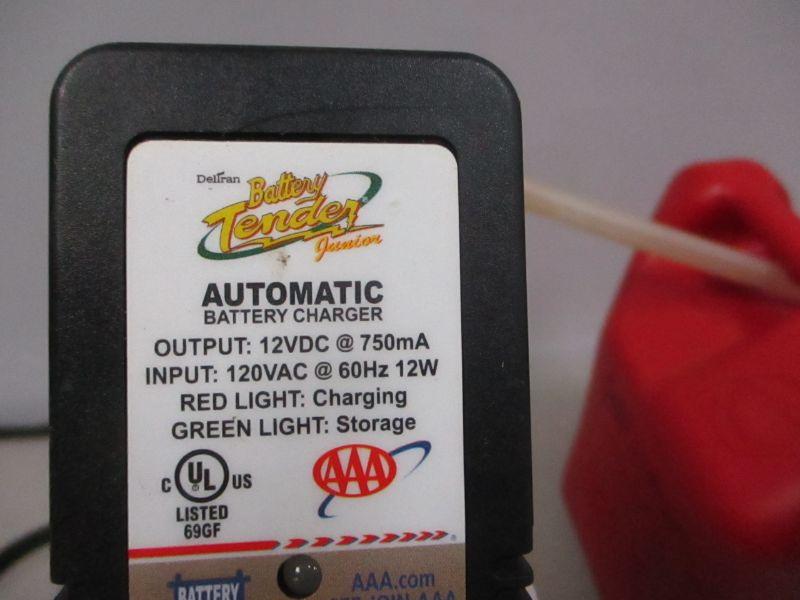 Deltran
Battery
Tender®
Junior
AUTOMATIC
BATTERY CHARGER
OUTPUT: 12VDC @ 750mA
INPUT: 120VAC @ 60Hz 12W
RED LIGHT: Charging
GREEN LIGHT: Storage
C UL US
LISTED
69GF
AAA
BATTERY
AAA.com